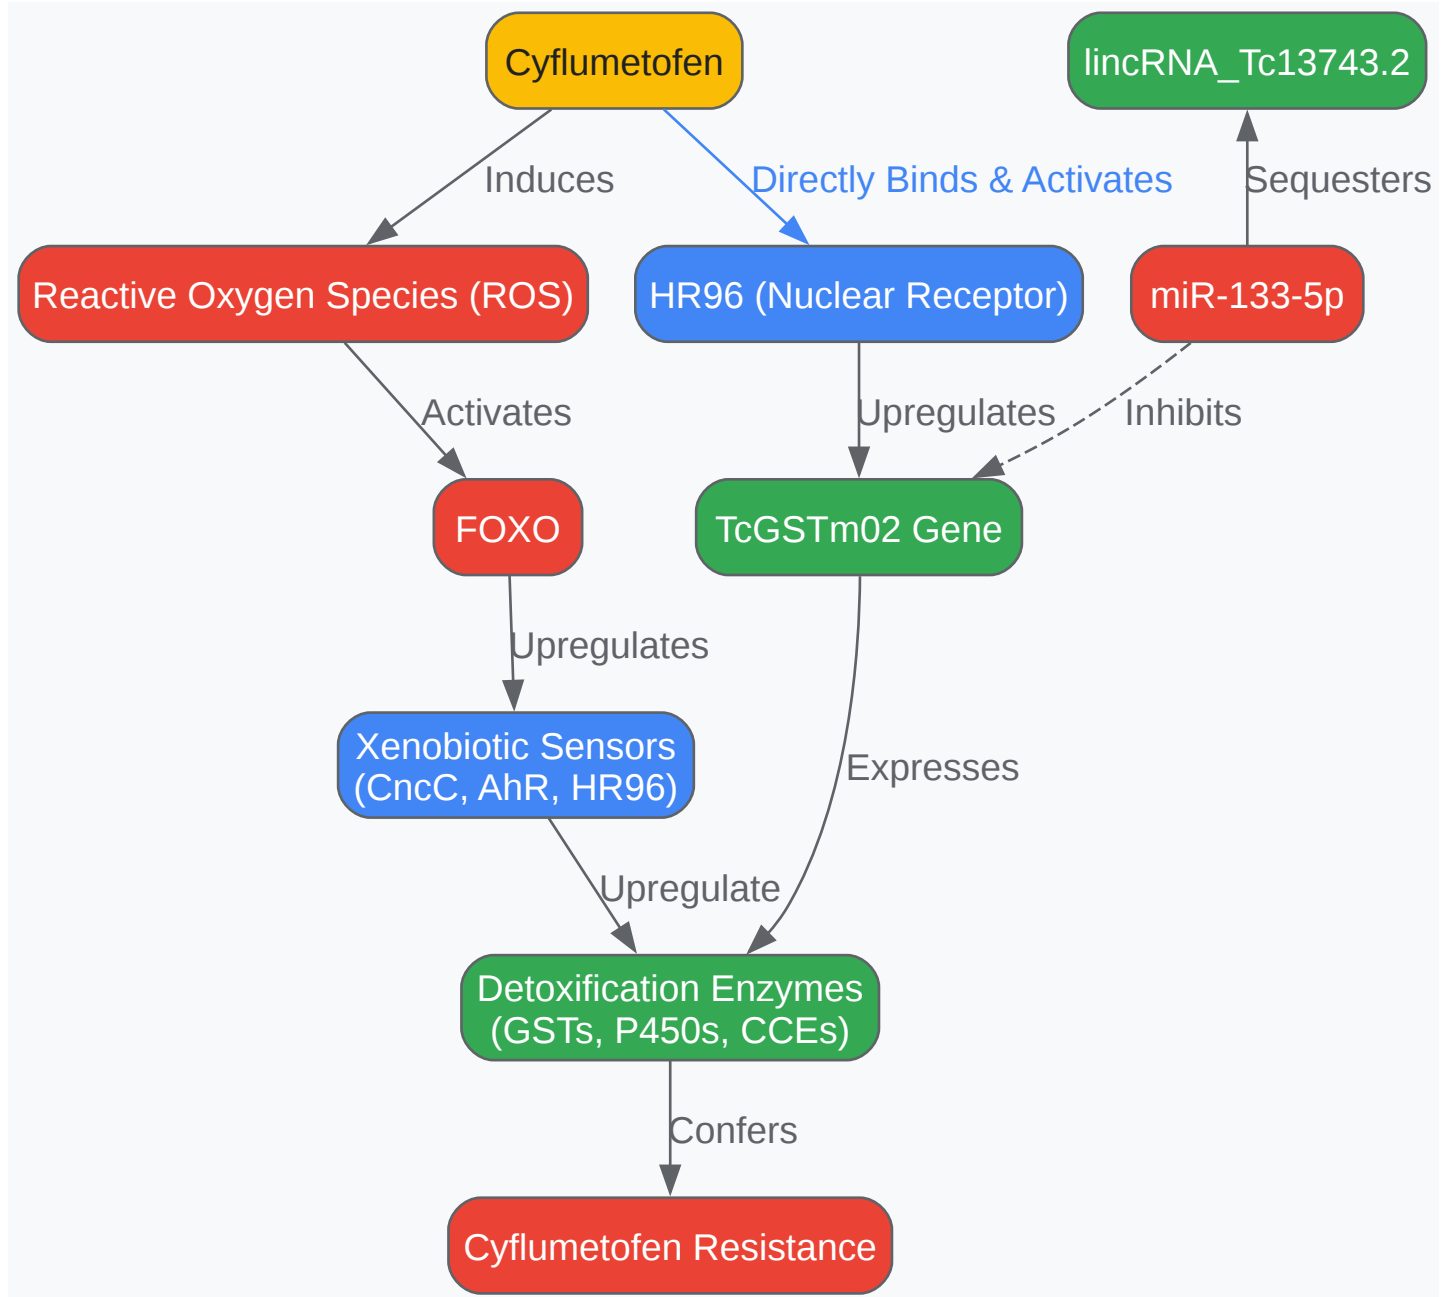 Cyflumetofen
lincRNA_Tc13743.2
Induces
Directly Binds & Activates
Sequesters
Reactive Oxygen Species (ROS)
HR96 (Nuclear Receptor)
miR-133-5p
Activates
Upregulates
Inhibits
FOXO
TcGSTm02 Gene
Upregulates
Xenobiotic Sensors
(CncC, AhR, HR96)
Expresses
Upregulate
Detoxification Enzymes
(GSTs, P450s, CCEs)
Confers
Cyflumetofen Resistance